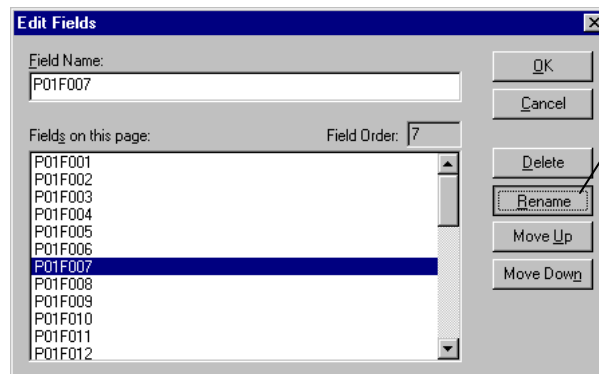 Edit Fields
Field Name:
P01F007
OK
Cancel
Fields on this page:
Field Order: 7
P01F001
P01F002
P01F003
P01F004
P01F005
P01F006
P01F007
P01F008
P01F009
P01F010
P01F011
P01F012
Delete
Rename
Move Up
Move Down